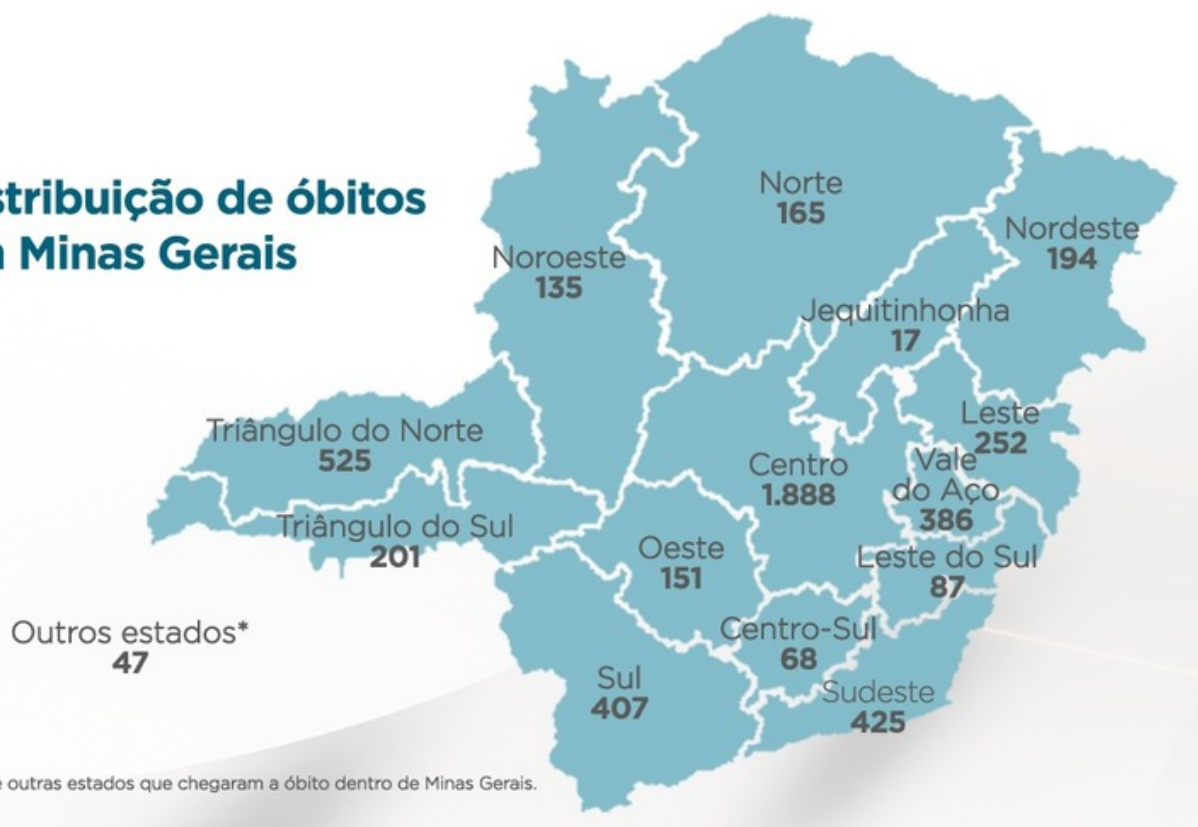 stribuição de óbitos
Minas Gerais
Norte
165
Nordeste
194
Noroeste
135
Jequitinhonha
17
Triângulo do Norte
525
Leste
252
Centro
1.888
Vale
do Aço
386
Triângulo do Sul
201
Oeste
151
Leste do Sul
87
Outros estados*
47
Centro-Sul
68
Sul
407
Sudeste
425
outras estados que chegaram a óbito dentro de Minas Gerais.